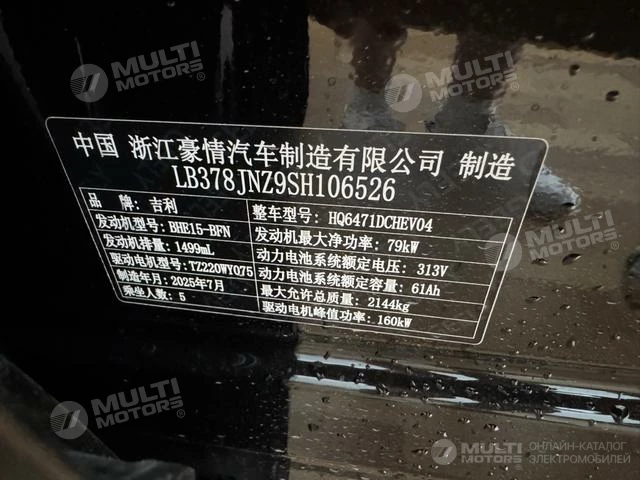 MULTI
MOTORS®
MULTI
MOTORS®
中国 浙江豪情汽车制造有限公司 制造
LB378JNZ9SH106526
品牌：吉利
整车型号：HQ6471DCHEV04
发动机型号：BHE15-BFN
发动机最大净功率：79kW
发动机排量：1499mL
动力电池系统额定电压：313V
驱动电机型号：TZ220WY075
动力电池系统额定容量：61Ah
制造年月：2025年7月
最大允许总质量：2144kg
乘坐人数：5
驱动电机峰值功率：160kW
MULTI
MOTORS®
MULTI
MOTORS®
ОНЛАЙН-КАТАЛОГ
ЭЛЕКТРОМОБИЛЕЙ